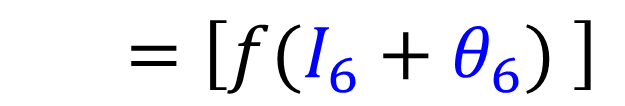 = [f(I₆ + θ₆) ]